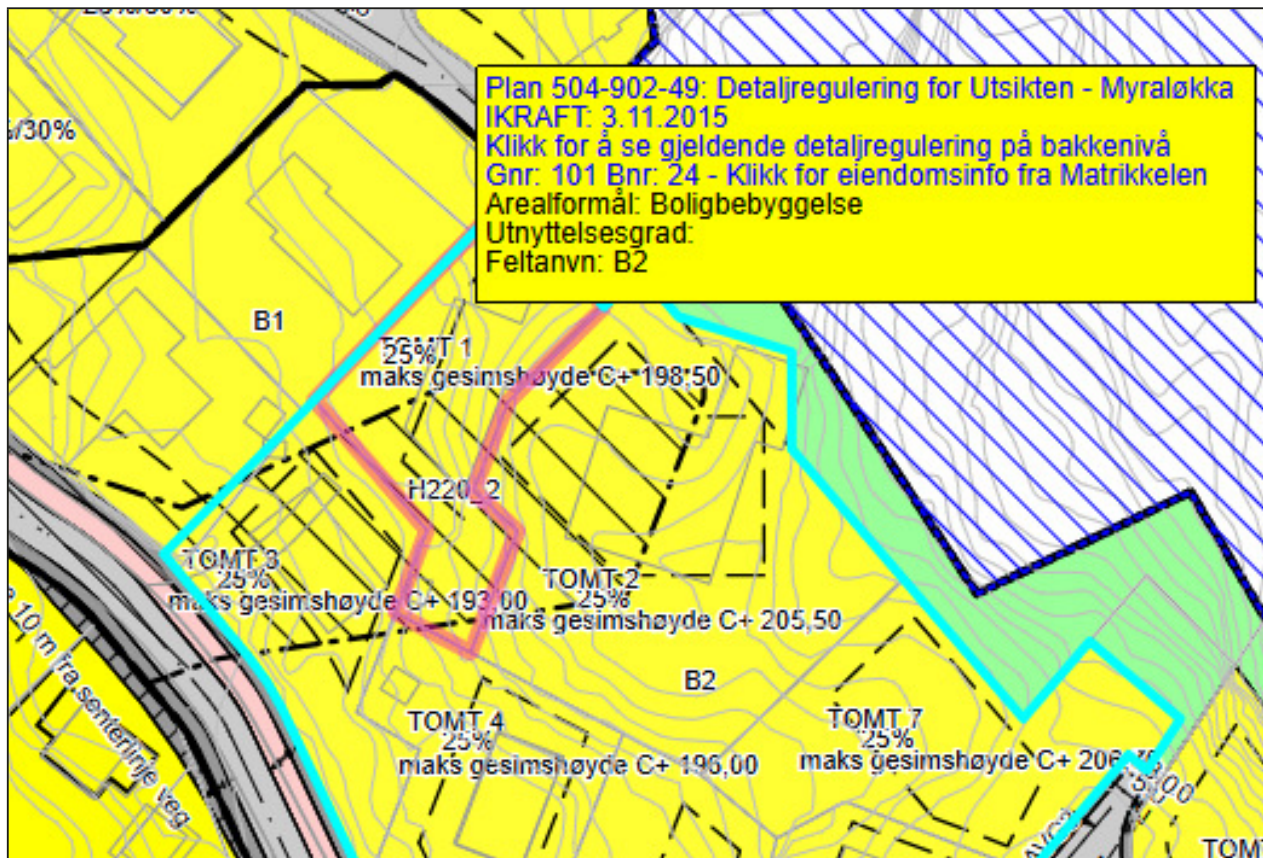 Plan 504-902-49: Detaljregulering for Utsikten - Myraløkka
IKRAFT: 3.11.2015
Klikk for å se gjeldende detaljregulering på bakkenivå
Gnr: 101 Bnr: 24 - Klikk for eiendomsinfo fra Matrikkelen
Arealformål: Boligbebyggelse
Utnyttelsesgrad:
Feltanvn: B2
/30%
B1
TOMT 1
25%
maks gesimshøyde C+ 198,50
H220_2
TOMT 3
25%
maks gesimshøyde C+ 193,00
TOMT 2
25%
maks gesimshøyde C+ 205,50
B2
TOMT 4
25%
maks gesimshøyde C+ 196,00
TOMT 7
25%
maks gesimshøyde C+ 206
10 m fra senterlinje veg
TOMT